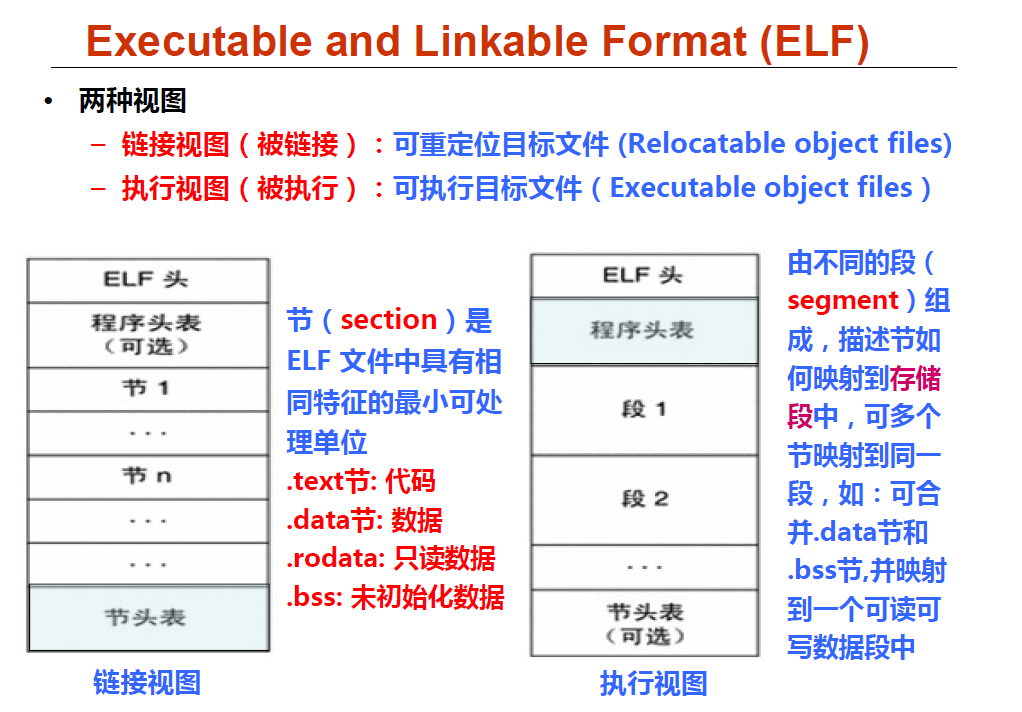 Executable and Linkable Format (ELF)
• 两种视图
– 链接视图（被链接）：可重定位目标文件 (Relocatable object files)
– 执行视图（被执行）：可执行目标文件（Executable object files）
ELF 头
程序头表
（可选）
节 1
...
节 n
...
...
节头表
链接视图
节（section）是
ELF 文件中具有相
同特征的最小可处
理单位
.text节: 代码
.data节: 数据
.rodata: 只读数据
.bss: 未初始化数据
ELF 头
程序头表
段 1
段 2
...
节头表
（可选）
执行视图
由不同的段（
segment）组
成，描述节如
何映射到存储
段中，可多个
节映射到同一
段，如：可合
并.data节和
.bss节,并映射
到一个可读可
写数据段中